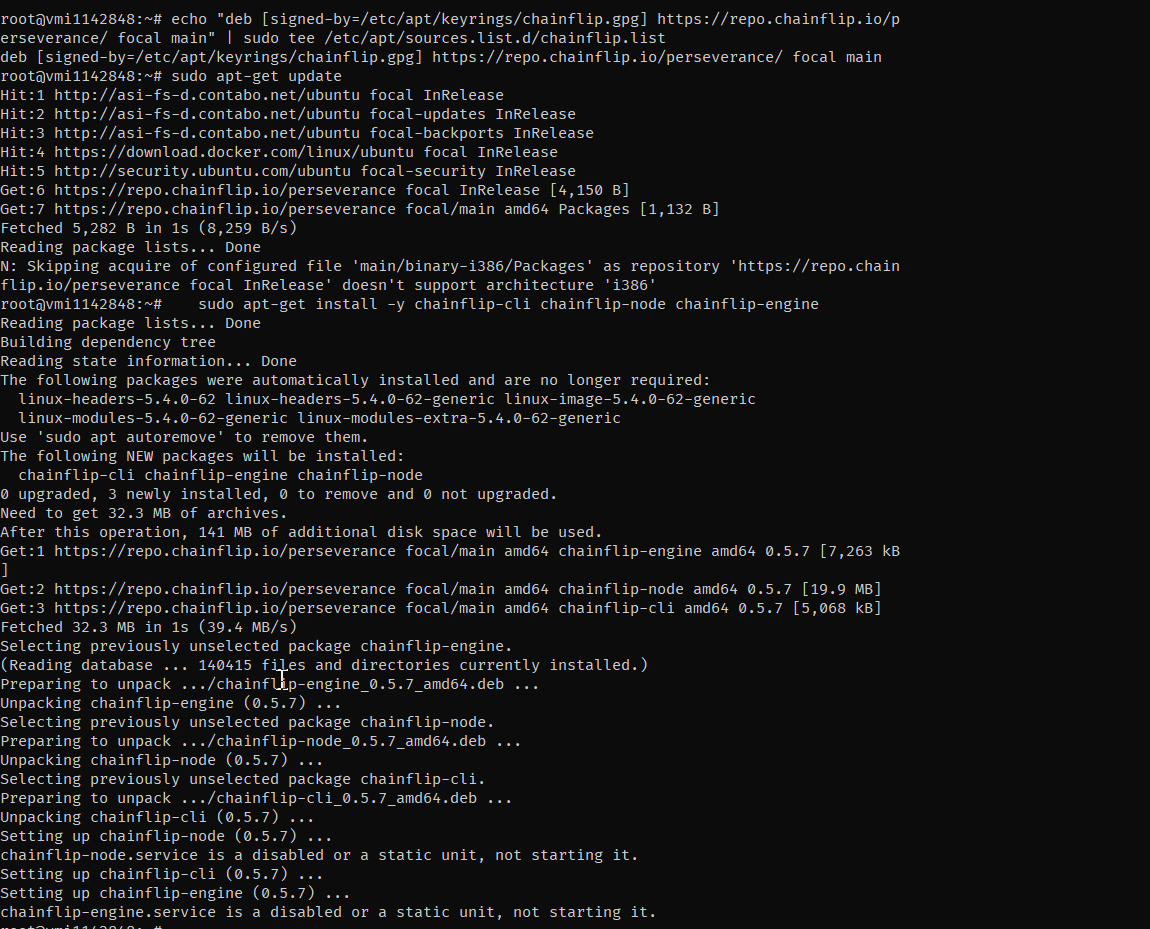 root@vmi1142848:~# echo "deb [signed-by=/etc/apt/keyrings/chainflip.gpg] https://repo.chainflip.io/p
erseverance/ focal main" | sudo tee /etc/apt/sources.list.d/chainflip.list
deb [signed-by=/etc/apt/keyrings/chainflip.gpg] https://repo.chainflip.io/perseverance/ focal main
root@vmi1142848:~# sudo apt-get update
Hit:1 http://asi-fs-d.contabo.net/ubuntu focal InRelease
Hit:2 http://asi-fs-d.contabo.net/ubuntu focal-updates InRelease
Hit:3 http://asi-fs-d.contabo.net/ubuntu focal-backports InRelease
Hit:4 https://download.docker.com/linux/ubuntu focal InRelease
Hit:5 http://security.ubuntu.com/ubuntu focal-security InRelease
Get:6 https://repo.chainflip.io/perseverance focal InRelease [4,150 B]
Get:7 https://repo.chainflip.io/perseverance focal/main amd64 Packages [1,132 B]
Fetched 5,282 B in 1s (8,259 B/s)
Reading package lists... Done
N: Skipping acquire of configured file 'main/binary-i386/Packages' as repository 'https://repo.chain
flip.io/perseverance focal InRelease' doesn't support architecture 'i386'
root@vmi1142848:~#    sudo apt-get install -y chainflip-cli chainflip-node chainflip-engine
Reading package lists... Done
Building dependency tree
Reading state information... Done
The following packages were automatically installed and are no longer required:
  linux-headers-5.4.0-62 linux-headers-5.4.0-62-generic linux-image-5.4.0-62-generic
  linux-modules-5.4.0-62-generic linux-modules-extra-5.4.0-62-generic
Use 'sudo apt autoremove' to remove them.
The following NEW packages will be installed:
  chainflip-cli chainflip-engine chainflip-node
0 upgraded, 3 newly installed, 0 to remove and 0 not upgraded.
Need to get 32.3 MB of archives.
After this operation, 141 MB of additional disk space will be used.
Get:1 https://repo.chainflip.io/perseverance focal/main amd64 chainflip-engine amd64 0.5.7 [7,263 kB
]
Get:2 https://repo.chainflip.io/perseverance focal/main amd64 chainflip-node amd64 0.5.7 [19.9 MB]
Get:3 https://repo.chainflip.io/perseverance focal/main amd64 chainflip-cli amd64 0.5.7 [5,068 kB]
Fetched 32.3 MB in 1s (39.4 MB/s)
Selecting previously unselected package chainflip-engine.
(Reading database ... 140415 files and directories currently installed.)
Preparing to unpack .../chainflip-engine_0.5.7_amd64.deb ...
Unpacking chainflip-engine (0.5.7) ...
Selecting previously unselected package chainflip-node.
Preparing to unpack .../chainflip-node_0.5.7_amd64.deb ...
Unpacking chainflip-node (0.5.7) ...
Selecting previously unselected package chainflip-cli.
Preparing to unpack .../chainflip-cli_0.5.7_amd64.deb ...
Unpacking chainflip-cli (0.5.7) ...
Setting up chainflip-node (0.5.7) ...
chainflip-node.service is a disabled or a static unit, not starting it.
Setting up chainflip-cli (0.5.7) ...
Setting up chainflip-engine (0.5.7) ...
chainflip-engine.service is a disabled or a static unit, not starting it.